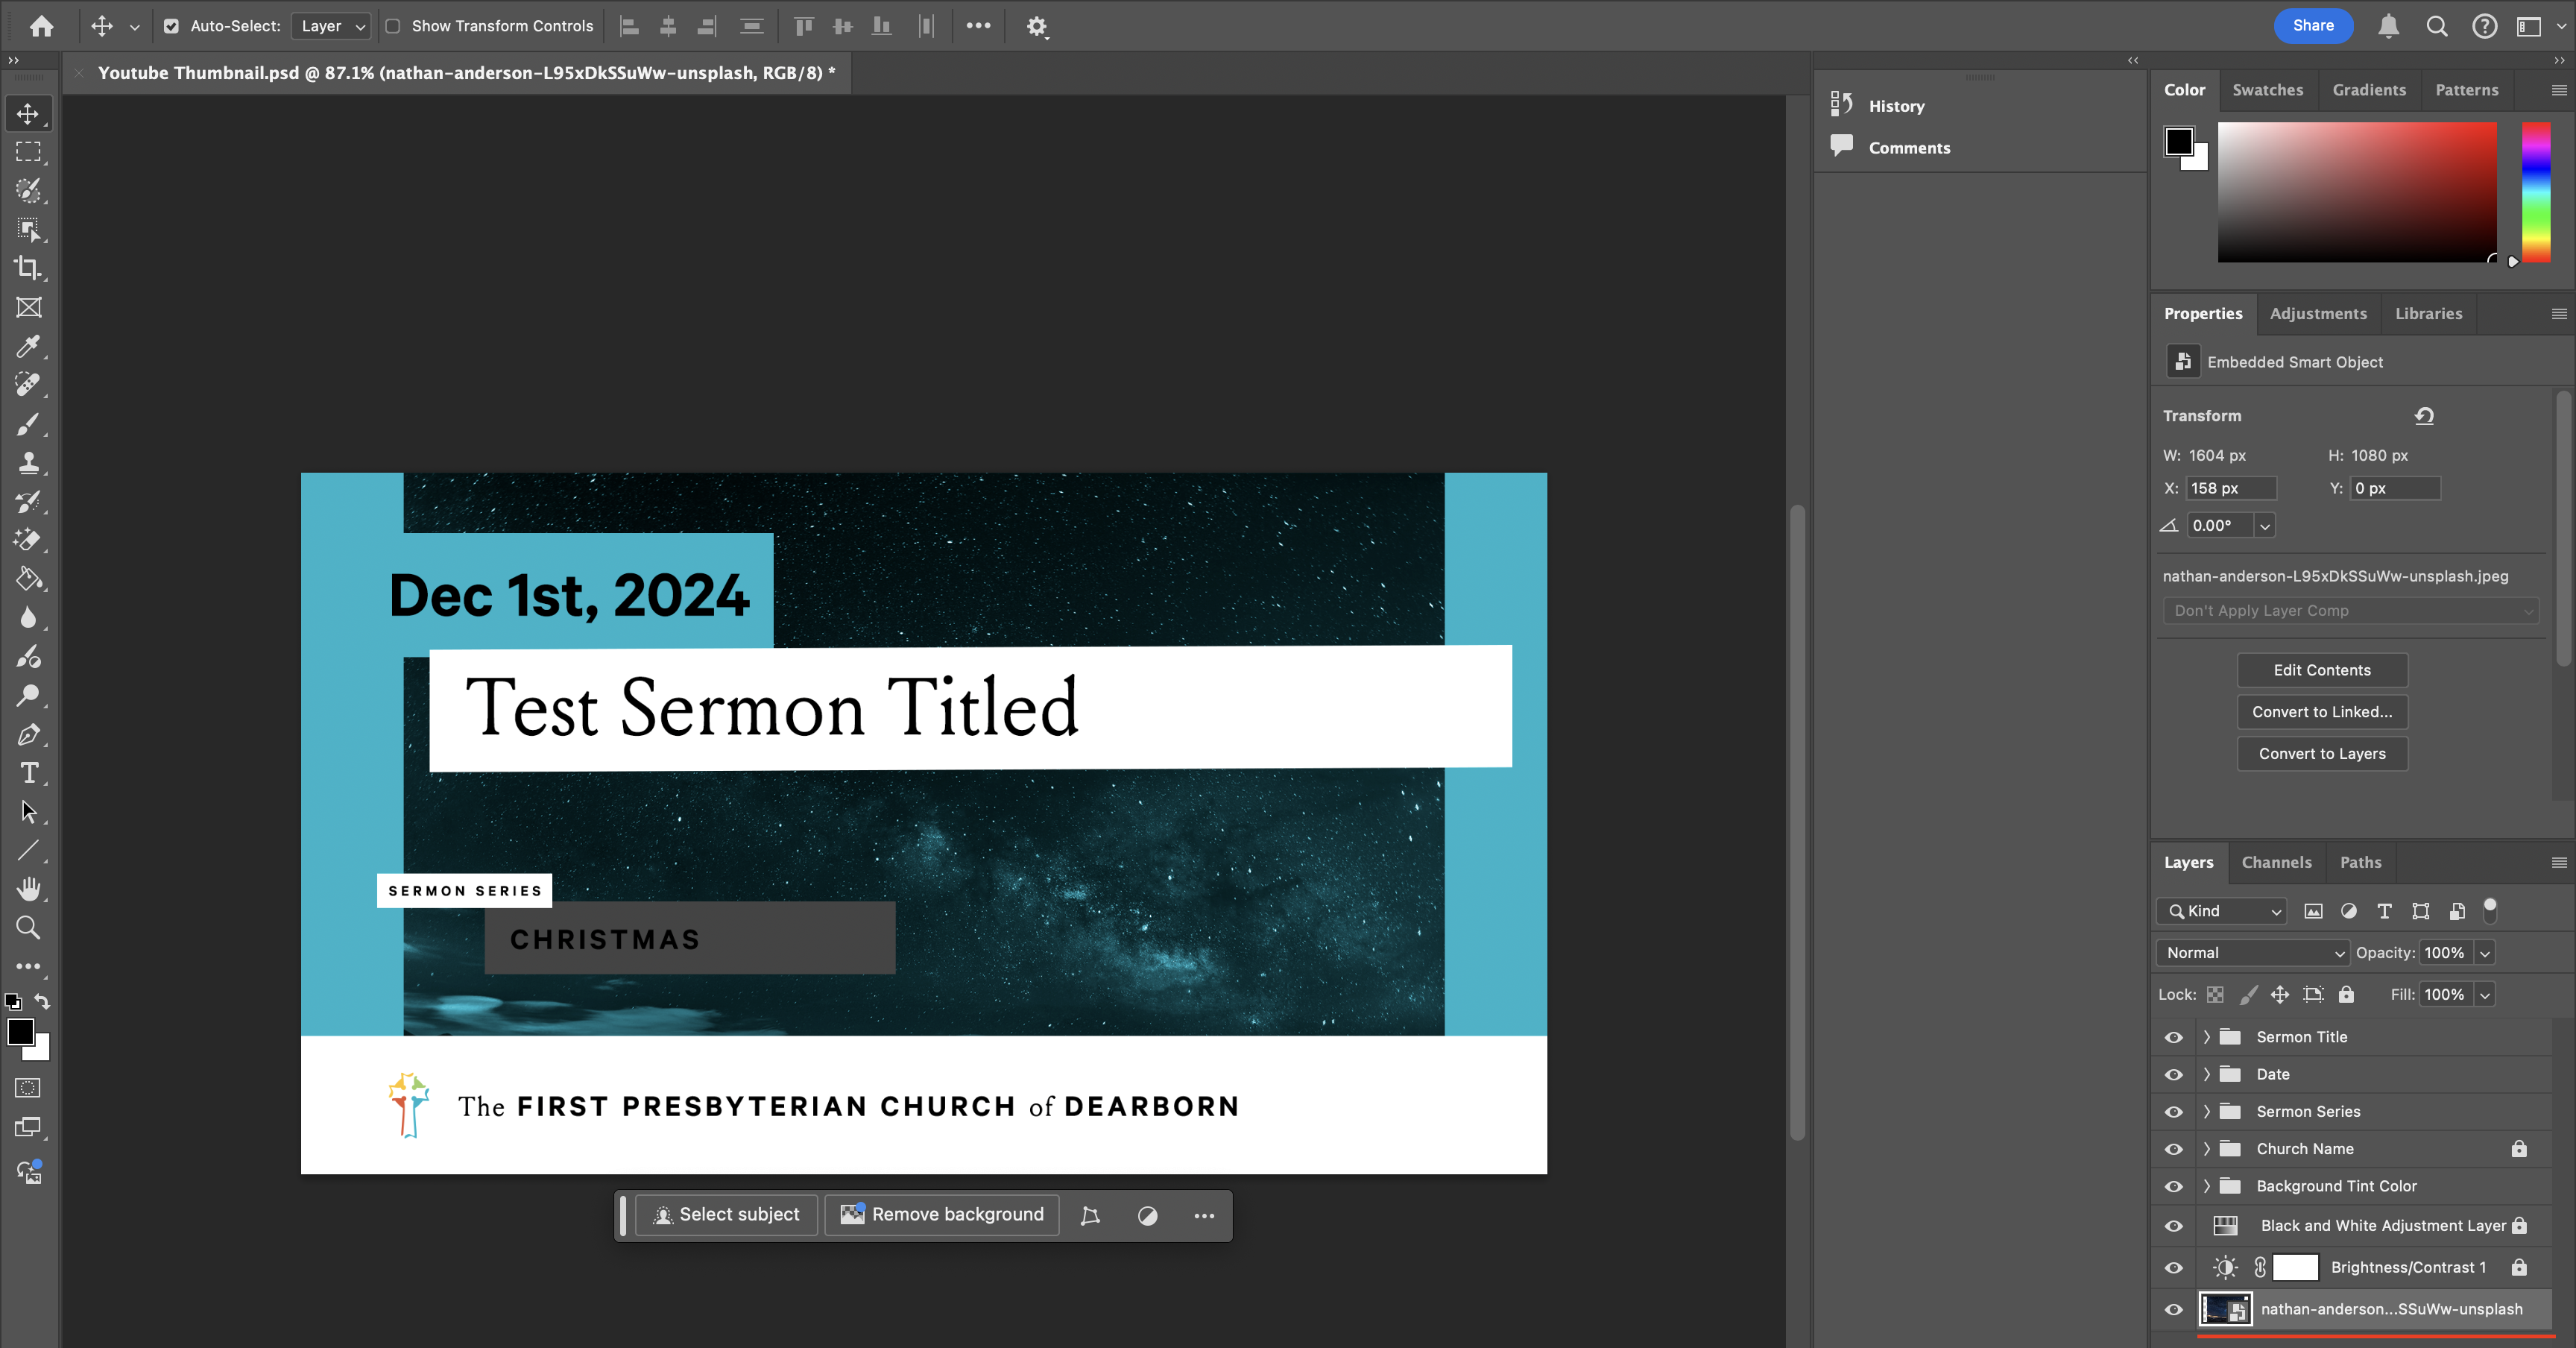 Auto-Select:
Layer
Show Transform Controls
Share
Youtube Thumbnail.psd @ 87.1% (nathan-anderson-L95xDkSSuWw-unsplash, RGB/8) *
History
Comments
Color
Swatches
Gradients
Patterns
Properties
Adjustments
Libraries
Embedded Smart Object
Transform
W: 1604 px
H: 1080 px
X: 158 px
Y: 0 px
0.00°
nathan-anderson-L95xDkSSuWw-unsplash.jpeg
Don't Apply Layer Comp
Edit Contents
Convert to Linked...
Convert to Layers
Dec 1st, 2024
Test Sermon Titled
SERMON SERIES
CHRISTMAS
The FIRST PRESBYTERIAN CHURCH of DEARBORN
Select subject
Remove background
Layers
Channels
Paths
Kind
Normal
Opacity: 100%
Lock:
Fill: 100%
Sermon Title
Date
Sermon Series
Church Name
Background Tint Color
Black and White Adjustment Layer
Brightness/Contrast 1
nathan-anderson...SSuWw-unsplash